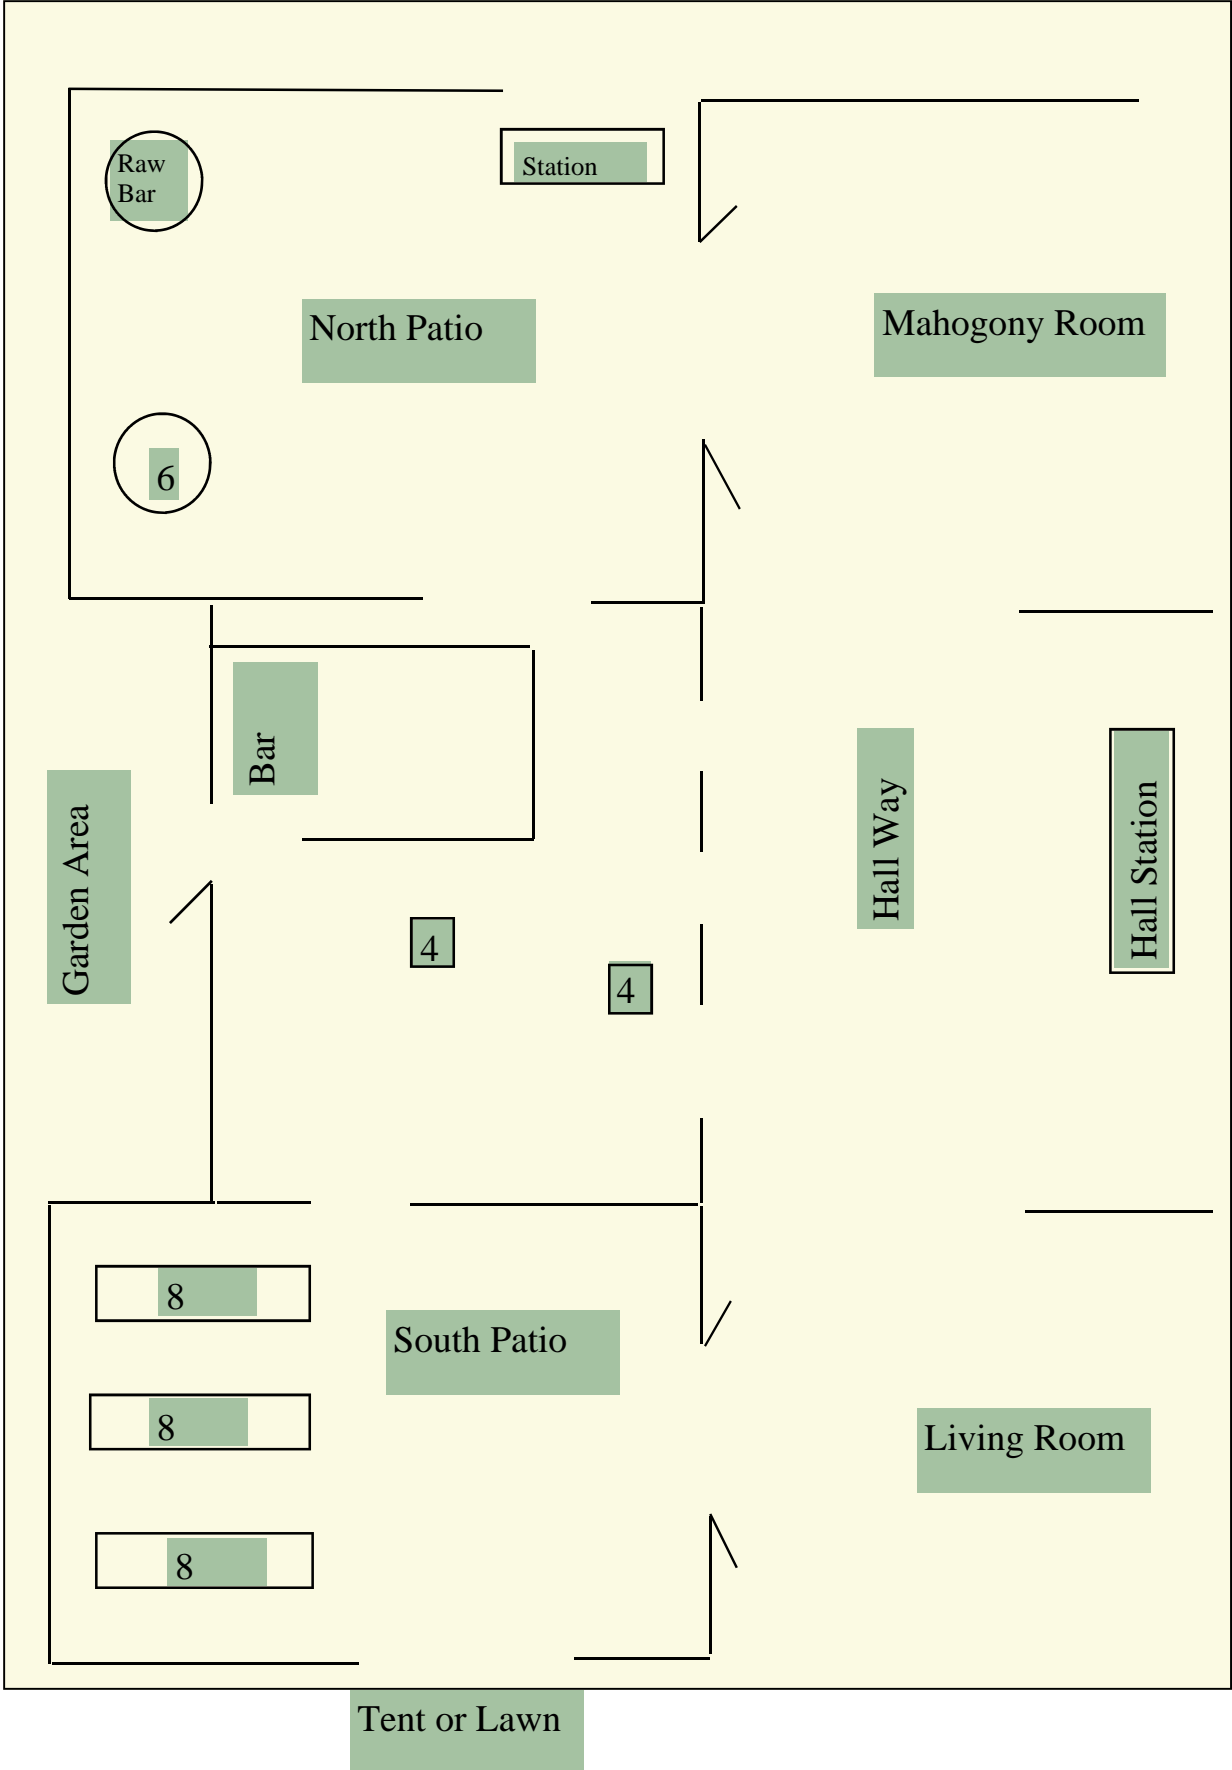 Raw
Bar
Station
North Patio
Mahogony Room
6
Bar
Garden Area
Hall Way
Hall Station
4
4
8
South Patio
8
Living Room
8
Tent or Lawn